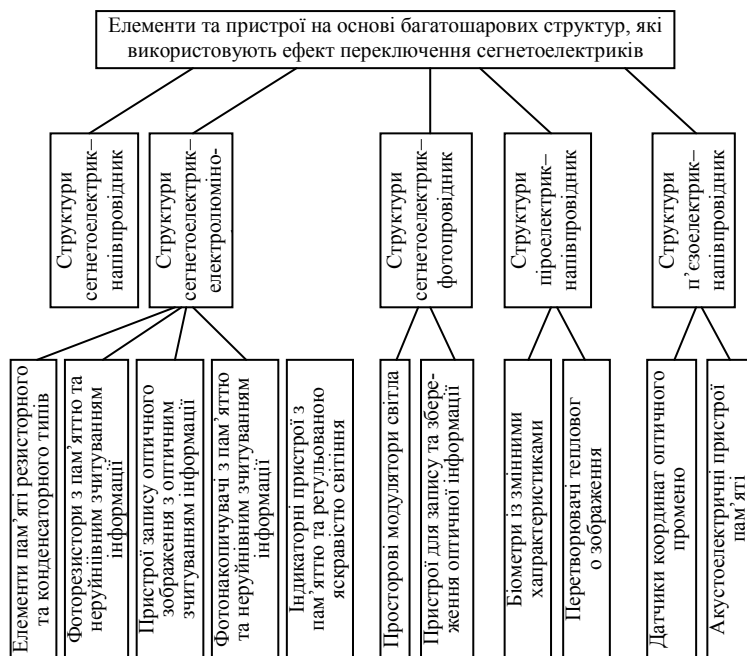 Елементи та пристрої на основі багатошарових структур, які
використовують ефект переключення сегнетоелектриків
Структури
сегнетоелектрик–
напівпровідник
Структури
сегнетоелектрик–
електролюміно-
Структури
сегнетоелектрик–
фотопровідник
Структури
піроелектрик–
напівпровідник
Структури
п’єзоелектрик–
напівпровідник
Елементи пам’яті резисторного
та конденсаторного типів
Фоторезистори з пам’яттю та
неруйнівним зчитуванням
інформації
Пристрої запису оптичного
зображення з оптичним
зчитуванням інформації
Фотонакопичувачі з пам’яттю
та неруйнівним зчитуванням
інформації
Індикаторні пристрої з
пам’яттю та регульованою
яскравістю світіння
Просторові модулятори світла
Пристрої для запису та збере-
ження оптичної інформації
Біометри із змінними
характеристиками
Перетворювачі тепловог
о зображення
Датчики координат оптичного
променю
Акустоелектричні пристрої
пам’яті